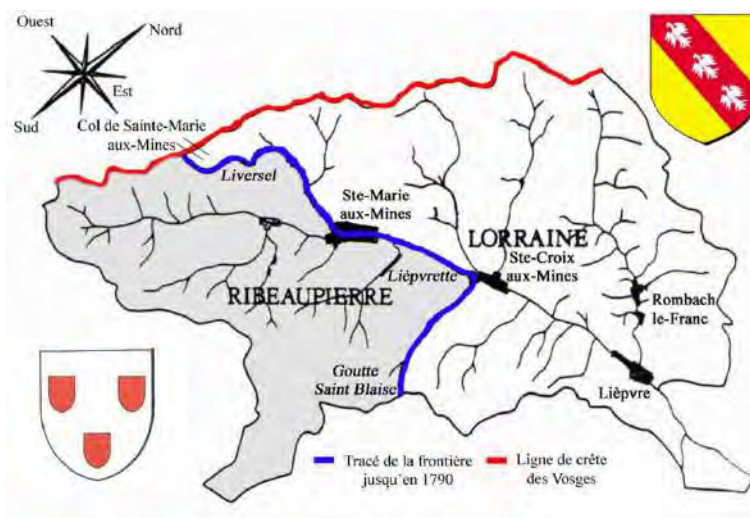 Ouest
Nord
Est
Sud
Col de Sainte-Marie
aux-Mines
Liversel
Ste-Marie
aux-Mines
LORRAINE
Ste-Croix
aux-Mines
Lièpvrette
RIBEAUPIERRE
Rombach
le-Franc
Goutte
Saint Blaise
Lièpvre
Tracé de la frontière
jusqu'en 1790
Ligne de crête
des Vosges